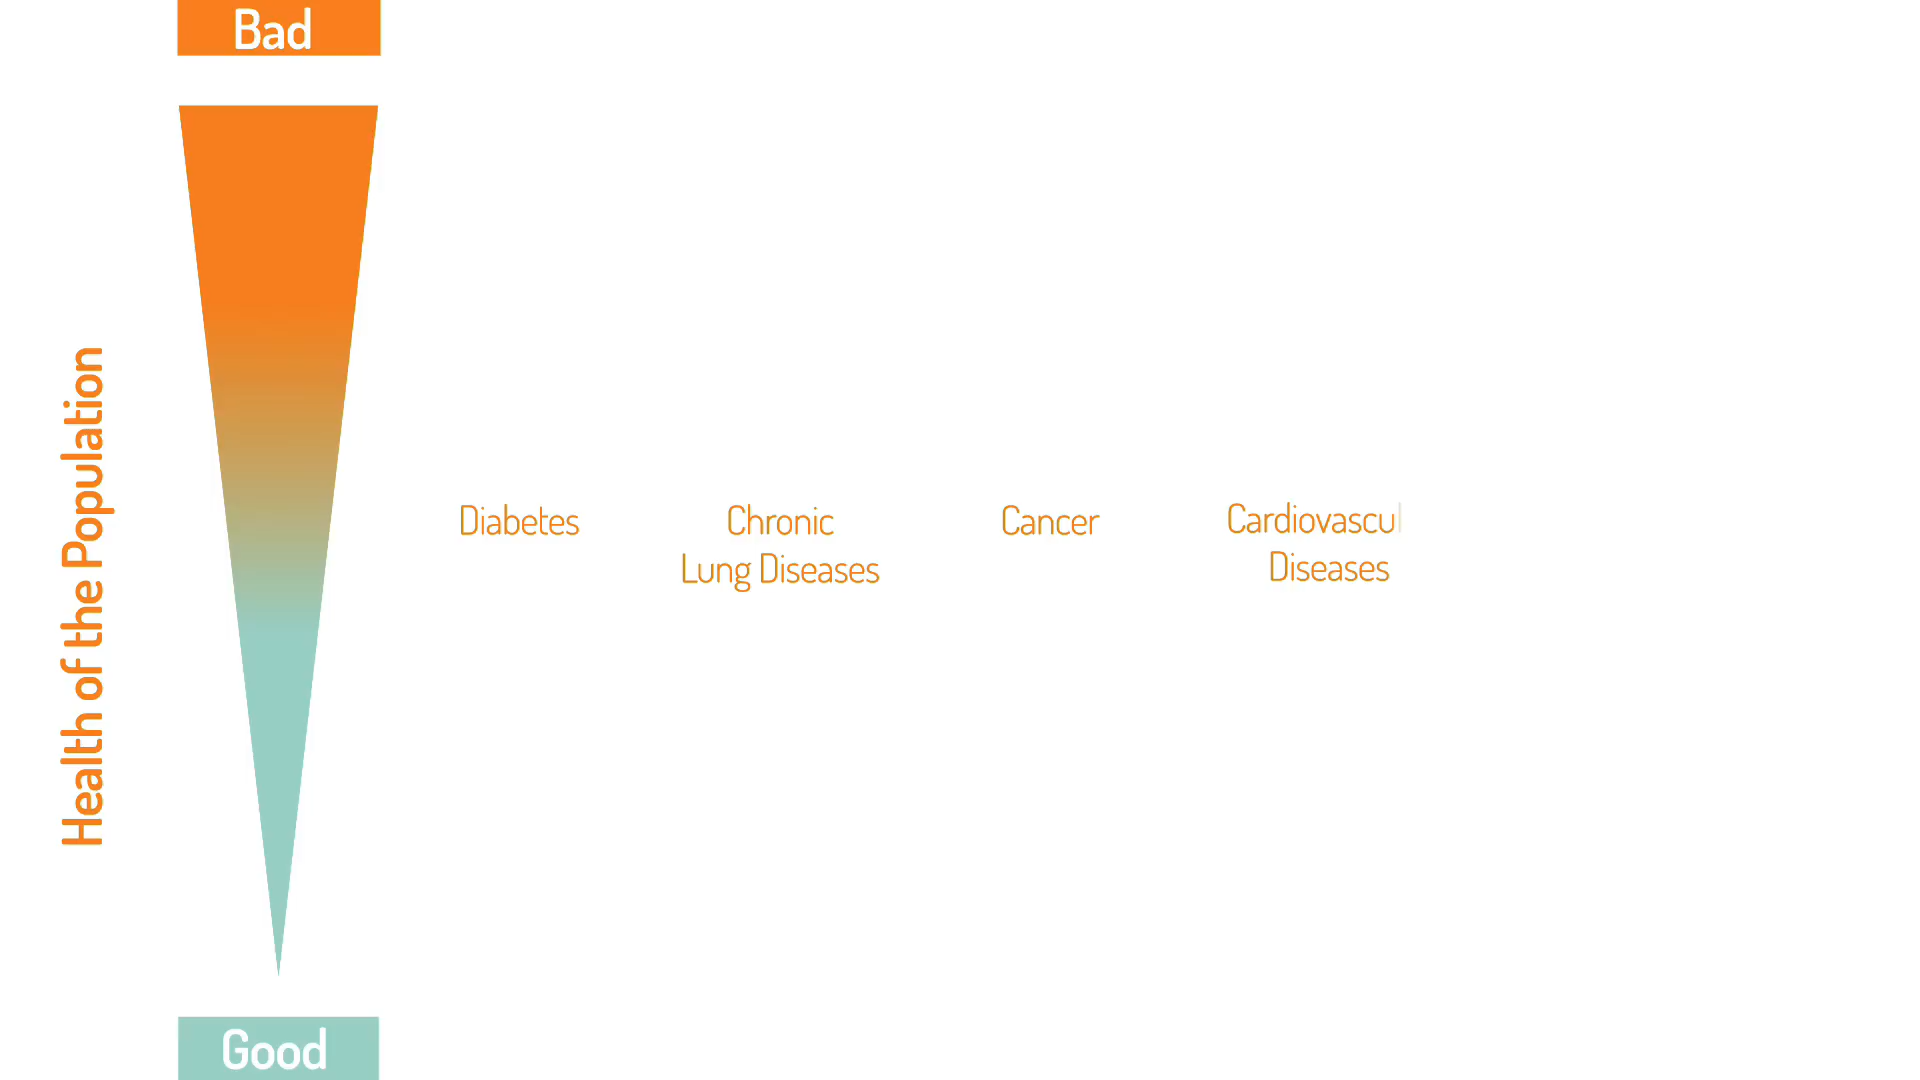 Bad
Health of the Population
Diabetes
Chronic
Lung Diseases
Cancer
Cardiovascul
Diseases
Good